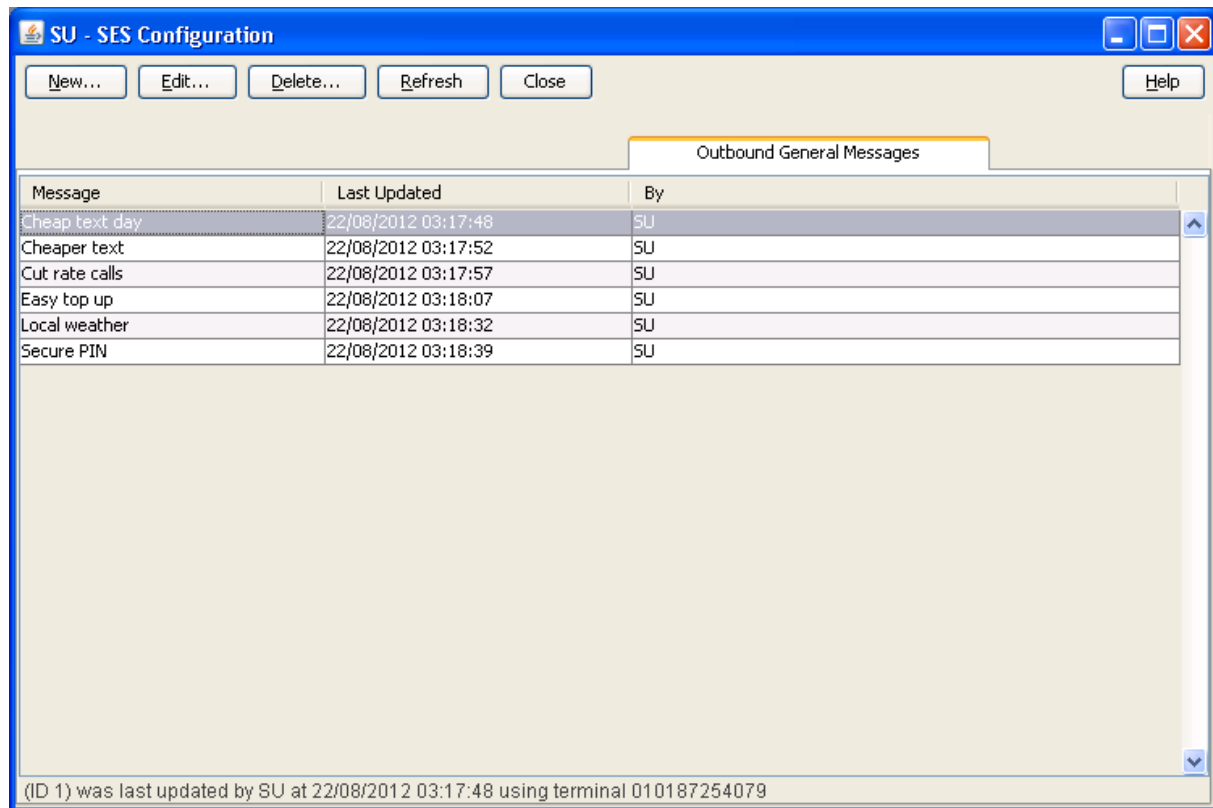 SU - SES Configuration
New... Edit... Delete... Refresh Close Help
Outbound General Messages
Message Last Updated By
Cheap text day 22/08/2012 03:17:48 SU
Cheaper text 22/08/2012 03:17:52 SU
Cut rate calls 22/08/2012 03:17:57 SU
Easy top up 22/08/2012 03:18:07 SU
Local weather 22/08/2012 03:18:32 SU
Secure PIN 22/08/2012 03:18:39 SU
(ID 1) was last updated by SU at 22/08/2012 03:17:48 using terminal 010187254079